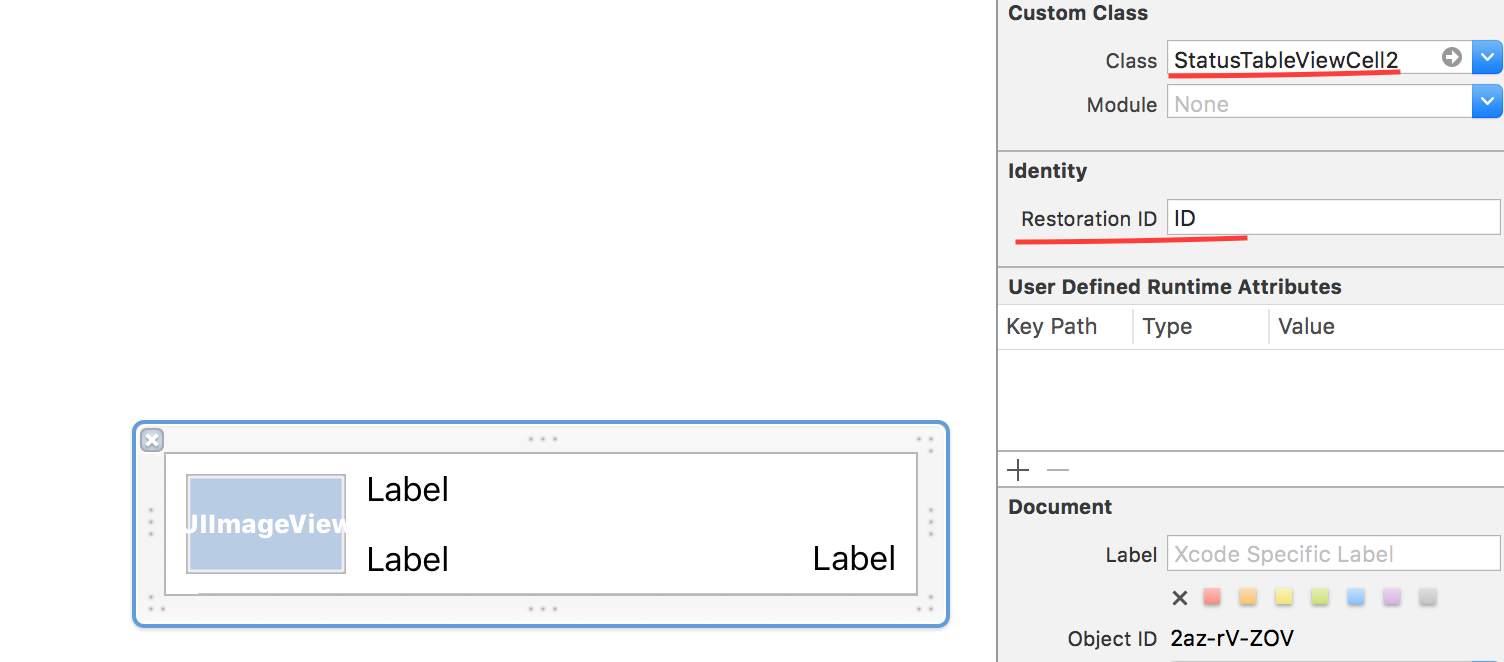 Custom Class
Class StatusTableViewCell2
Module None
Identity
Restoration ID ID
User Defined Runtime Attributes
Key Path Type Value
Label
UIImageView
Label Label
Document
Label Xcode Specific Label
Object ID 2az-rV-ZOV